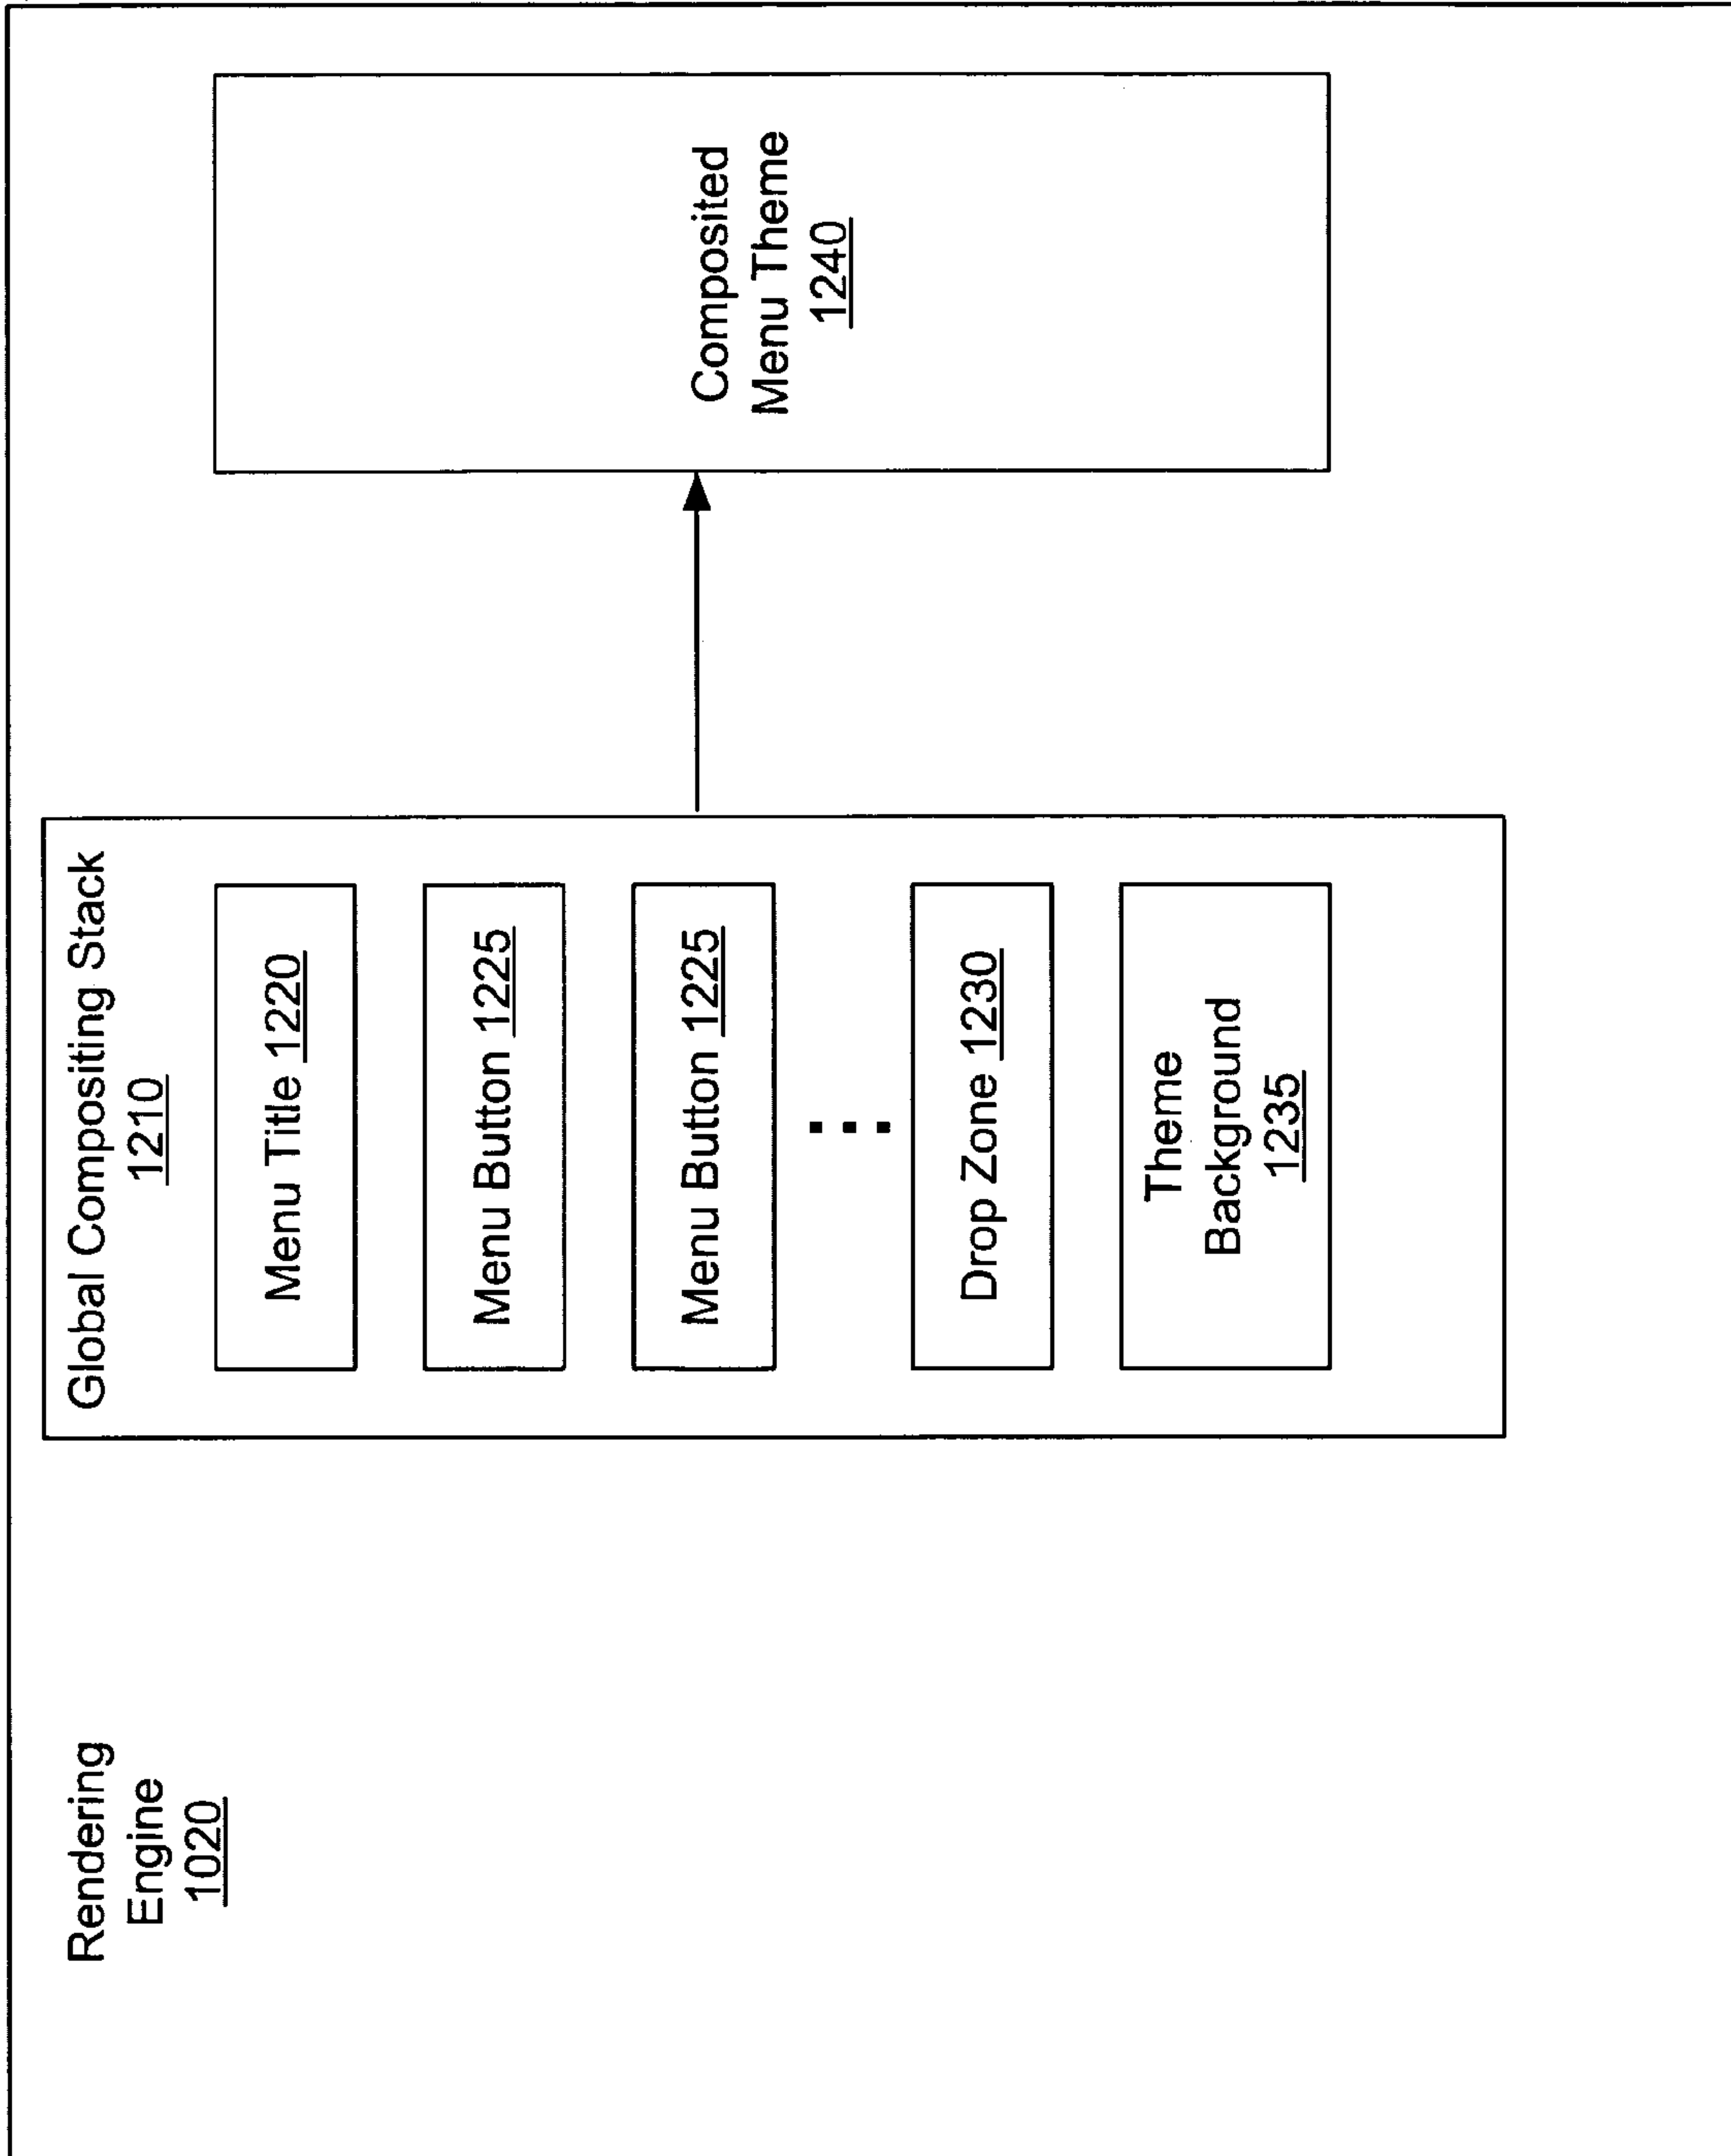 Rendering
Engine
1020
Global Compositing Stack
1210
Menu Title 1220
Menu Button 1225
Menu Button 1225
Drop Zone 1230
Theme
Background
1235
Composited
Menu Theme
1240